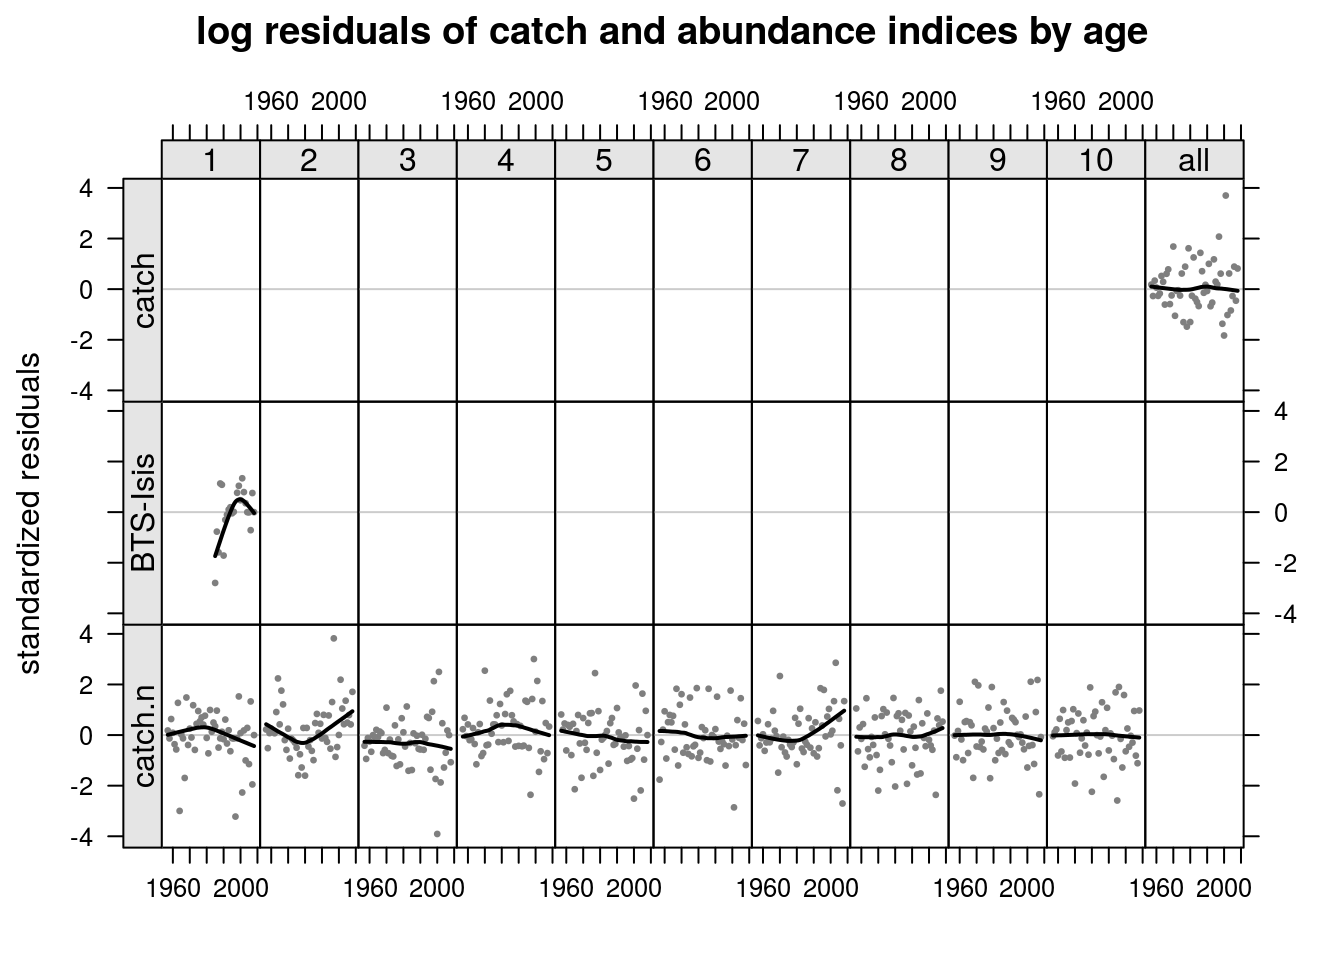 log residuals of catch and abundance indices by age
1960 2000 1960 2000 1960 2000 1960 2000 1960 2000
1 2 3 4 5 6 7 8 9 10 all
standardized residuals
catch
4
2
0
-2
-4
BTS-Isis
4
2
0
-2
-4
catch.n
4
2
0
-2
-4
1960 2000 1960 2000 1960 2000 1960 2000 1960 2000 1960 2000